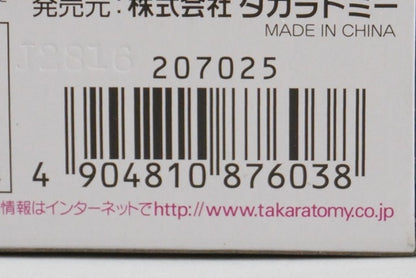 発売元：株式会社 タカラトミー
MADE IN CHINA
207025
4 904810 876038
情報はインターネットでhttp://www.takaratomy.co.jp